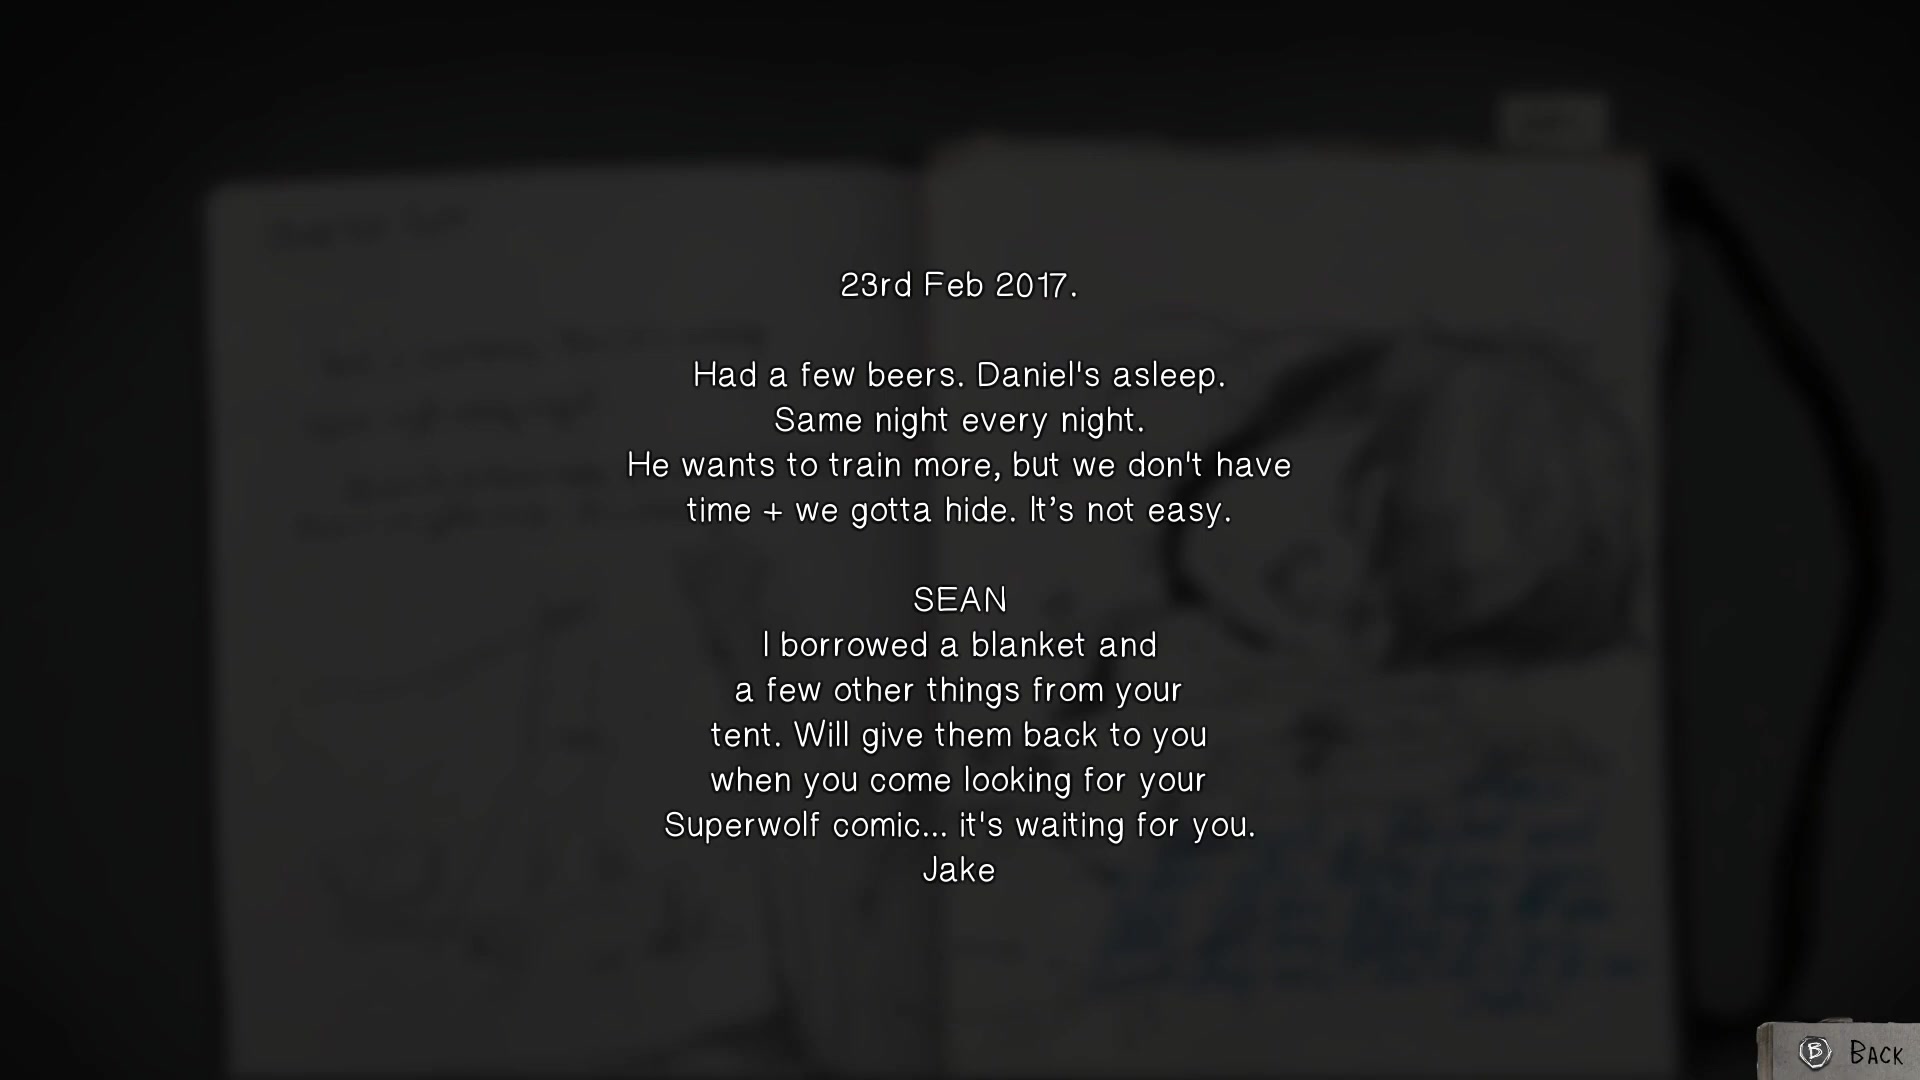 23rd Feb 2017.
Had a few beers. Daniel's asleep.
Same night every night.
He wants to train more, but we don't have
time + we gotta hide. It’s not easy.
SEAN
I borrowed a blanket and
a few other things from your
tent. Will give them back to you
when you come looking for your
Superwolf comic... it's waiting for you.
Jake
B BACK